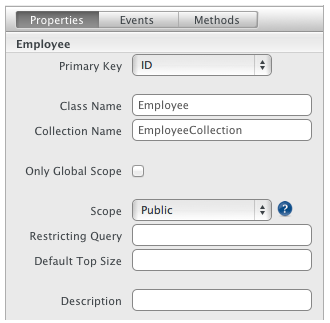 Properties Events Methods
Employee
Primary Key ID
Class Name Employee
Collection Name EmployeeCollection
Only Global Scope
Scope Public ?
Restricting Query
Default Top Size
Description